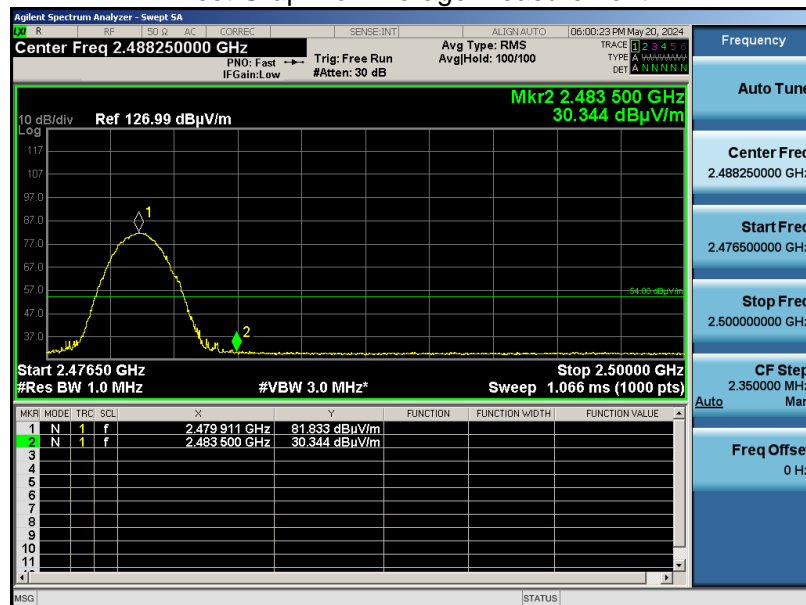 Agilent Spectrum Analyzer - Swept SA
LXI R RF 50 Ω AC CORREC SENSE:INT ALIGN AUTO 06:00:23 PM May 20, 2024
Center Freq 2.488250000 GHz
PNO: Fast
IFGain:Low
Trig: Free Run
#Atten: 30 dB
Avg Type: RMS
Avg|Hold: 100/100
TRACE 1 2 3 4 5 6
TYPE A
DET A N N N N N
Mkr2 2.483 500 GHz
30.344 dBµV/m
10 dB/div Ref 126.99 dBµV/m
Log
117
107
97.0
87.0
77.0
67.0
57.0
47.0
37.0
1
2
54.00 dBµV/m
Start 2.47650 GHz Stop 2.50000 GHz
#Res BW 1.0 MHz #VBW 3.0 MHz* Sweep 1.066 ms (1000 pts)
MKR MODE TRC SCL X Y FUNCTION FUNCTION WIDTH FUNCTION VALUE
1 N 1 f 2.479 911 GHz 81.833 dBµV/m
2 N 1 f 2.483 500 GHz 30.344 dBµV/m
3
4
5
6
7
8
9
10
11
MSG STATUS
Frequency
Auto Tune
Center Freq
2.488250000 GHz
Start Freq
2.476500000 GHz
Stop Freq
2.500000000 GHz
CF Step
2.350000 MHz
Auto Man
Freq Offset
0 Hz